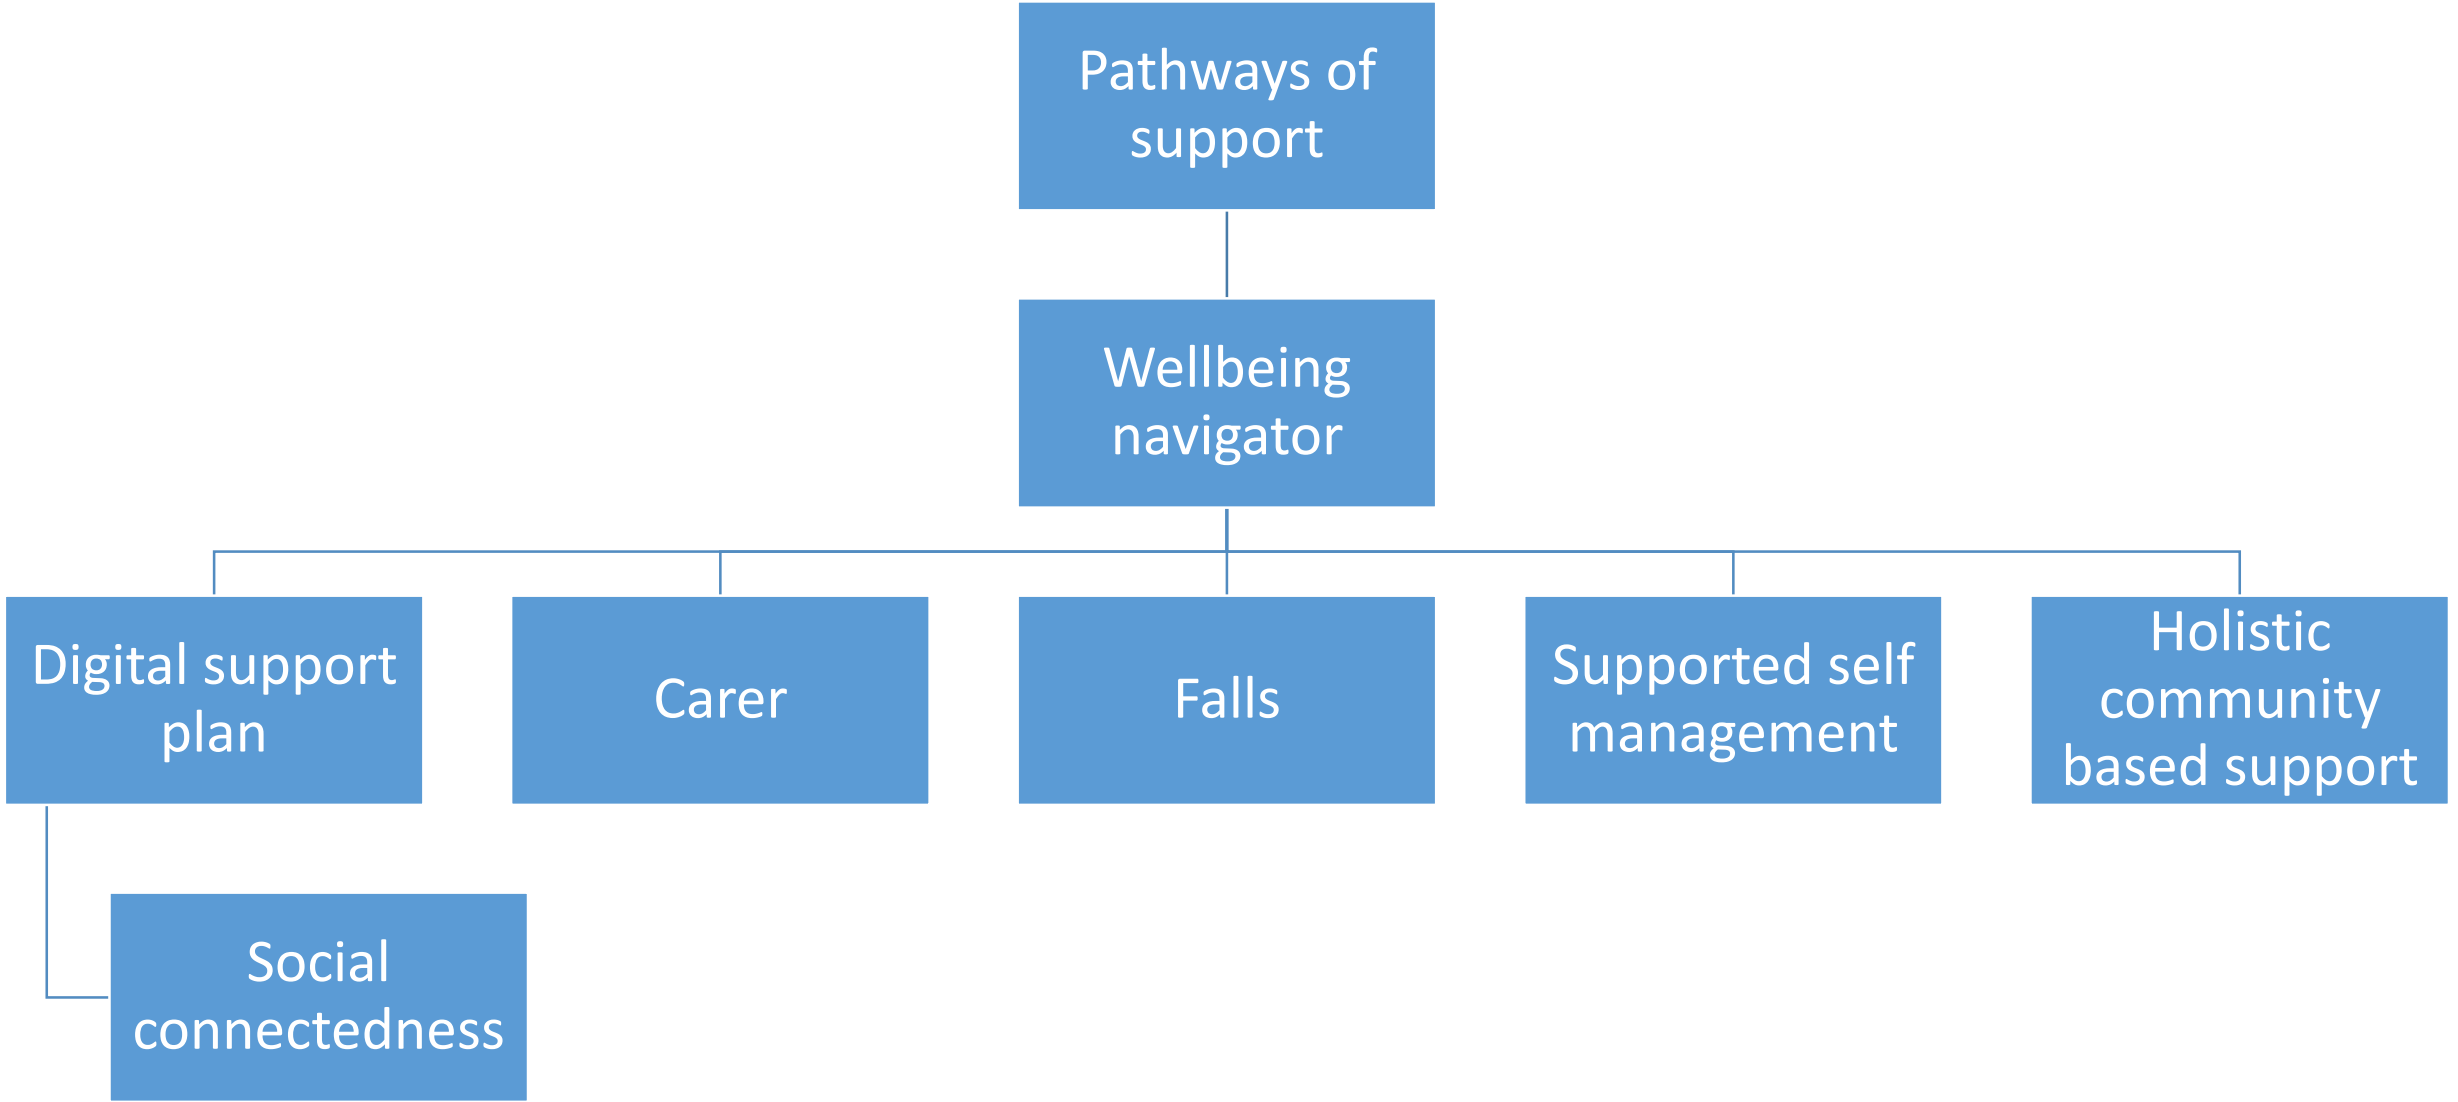 Pathways of
support
Wellbeing
navigator
Digital support
plan
Carer
Falls
Supported self
management
Holistic
community
based support
Social
connectedness